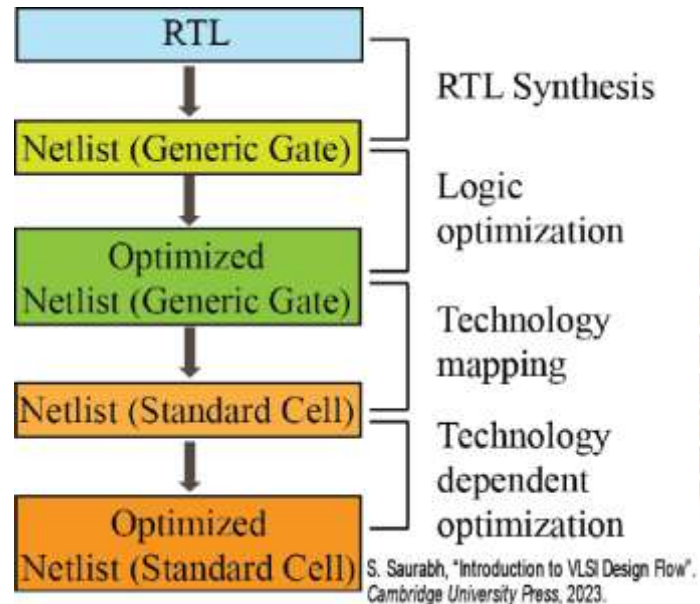 RTL
RTL Synthesis
Netlist (Generic Gate)
Logic
optimization
Optimized
Netlist (Generic Gate)
Technology
mapping
Netlist (Standard Cell)
Technology
dependent
optimization
Optimized
Netlist (Standard Cell)
S. Saurabh, "Introduction to VLSI Design Flow".
Cambridge University Press, 2023.